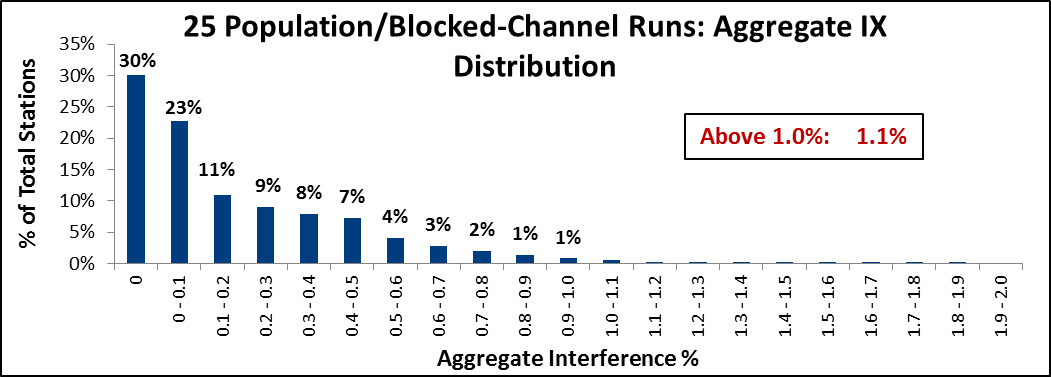 25 Population/Blocked-Channel Runs: Aggregate IX
Distribution
% of Total Stations
35%
30%
25%
20%
15%
10%
5%
0%
30%
23%
11%
9%
8%
7%
4%
3%
2%
1%
1%
Above 1.0%: 1.1%
0
0 - 0.1
0.1 - 0.2
0.2 - 0.3
0.3 - 0.4
0.4 - 0.5
0.5 - 0.6
0.6 - 0.7
0.7 - 0.8
0.8 - 0.9
0.9 - 1.0
1.0 - 1.1
1.1 - 1.2
1.2 - 1.3
1.3 - 1.4
1.4 - 1.5
1.5 - 1.6
1.6 - 1.7
1.7 - 1.8
1.8 - 1.9
1.9 - 2.0
Aggregate Interference %